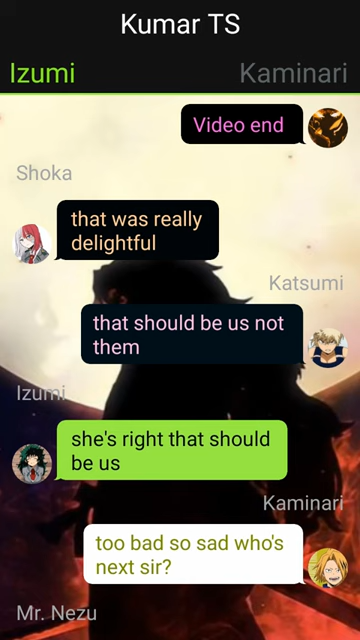 Kumar TS
Izumi
Kaminari
Video end
Shoka
that was really
delightful
Katsumi
that should be us not
them
Izumi
she's right that should
be us
Kaminari
too bad so sad who's
next sir?
Mr. Nezu